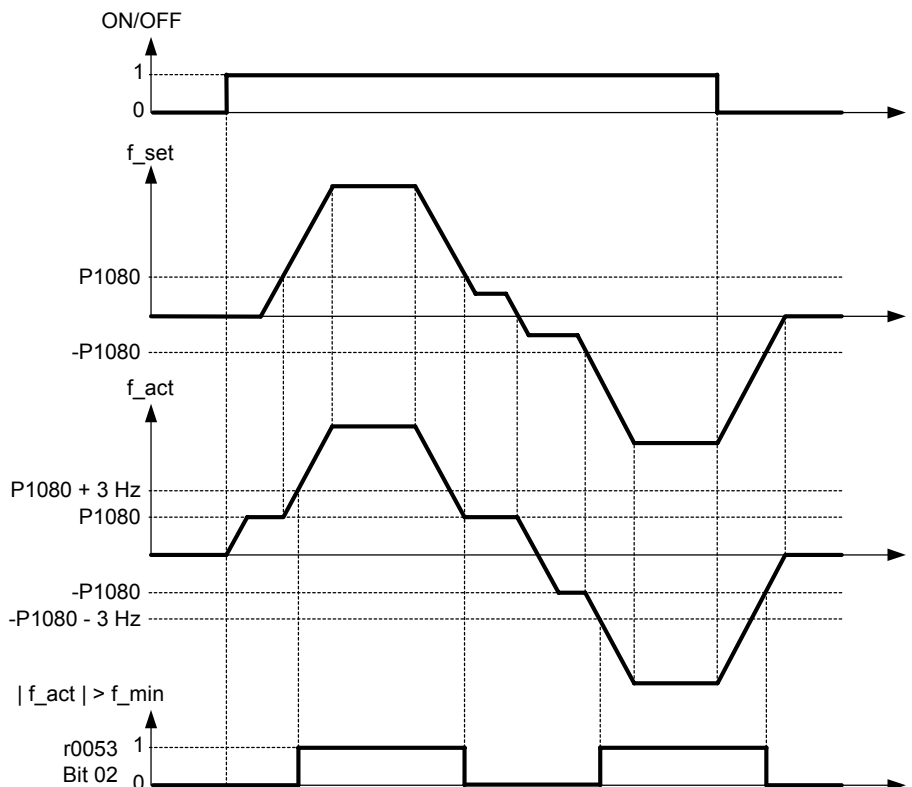 ON/OFF
1
0
f_set
P1080
-P1080
f_act
P1080 + 3 Hz
P1080
-P1080
-P1080 - 3 Hz
| f_act | > f_min
r0053 1
Bit 02
0